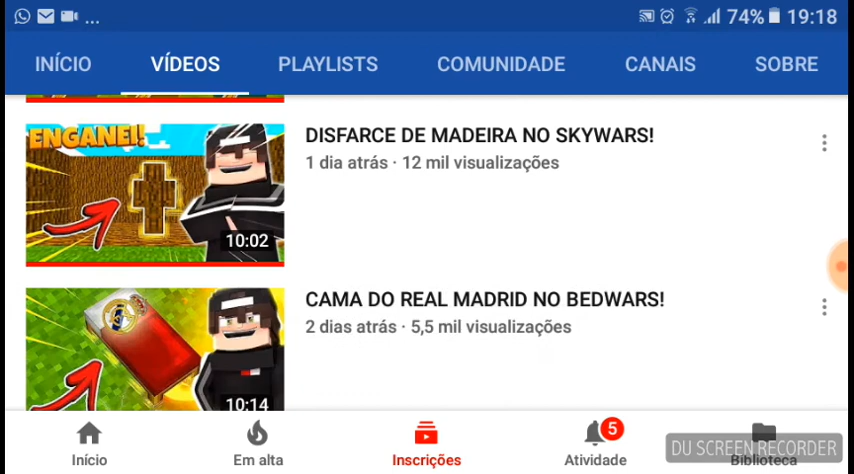 ... 74% 19:18
INÍCIO VÍDEOS PLAYLISTS COMUNIDADE CANAIS SOBRE
ENGANEI!
10:02
DISFARCE DE MADEIRA NO SKYWARS!
1 dia atrás · 12 mil visualizações
10:14
CAMA DO REAL MADRID NO BEDWARS!
2 dias atrás · 5,5 mil visualizações
5
Início Em alta Inscrições Atividade Biblioteca
DU SCREEN RECORDER